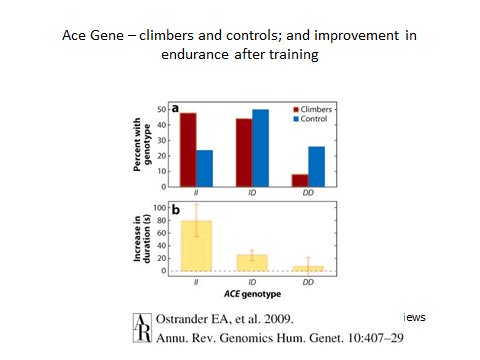 Ace Gene – climbers and controls; and improvement in
endurance after training
a
Climbers
Control
Percent with
genotype
50
40
30
20
10
0
II
ID
DD
b
Increase in
duration (s)
100
80
60
40
20
0
II
ID
DD
ACE genotype
AR
Ostrander EA, et al. 2009.
iews
Annu. Rev. Genomics Hum. Genet. 10:407–29